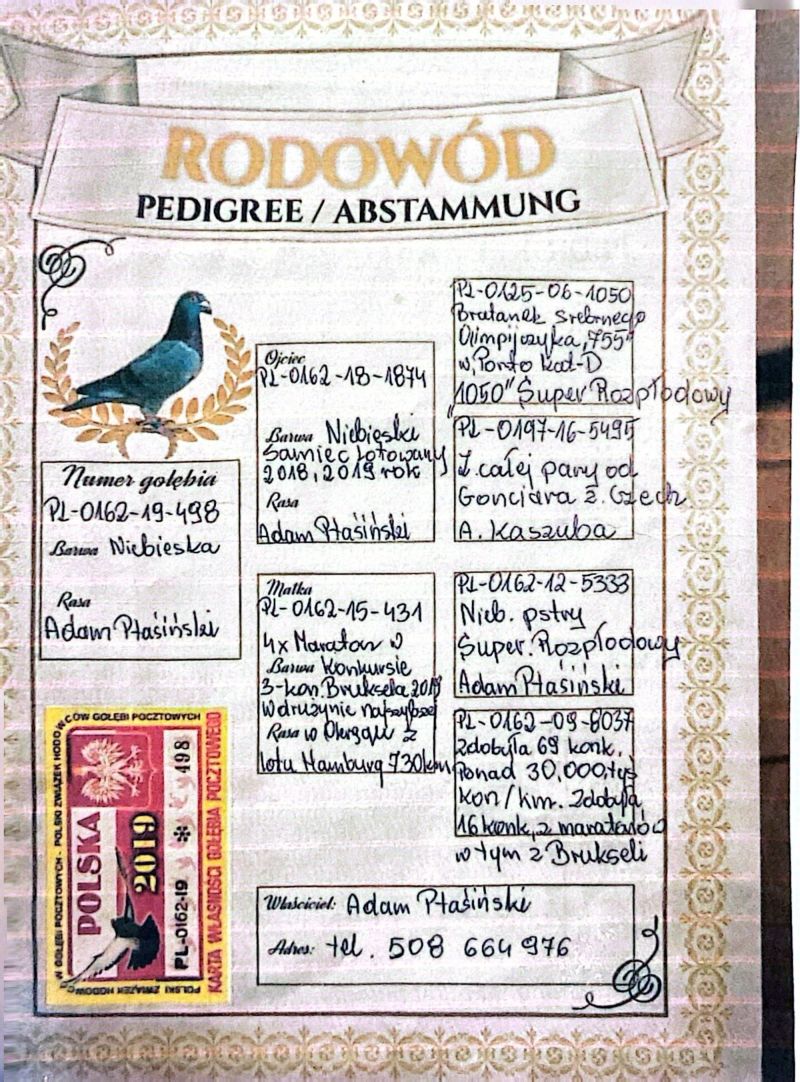 RODOWÓD
PEDIGREE / ABSTAMMUNG
Numer gołębia
PL-0162-19-498
Barwa Niebieska
Rasa
Adam Ptasiński
Ojciec
PL-0162-18-1874
Barwa Niebieski
Samiec lotowany
2018, 2019 rok
Rasa
Adam Ptasiński
Matka
PL-0162-15-431
4x Maraton w
Barwa Konkursie
3-kon. Bruksela 2018
W drużynie najszybsza
Rasa w Okręgu z
lotu Hamburg 730km
PL-0125-06-1050
Bratanek srebrnego
Olimpijczyka "755"
w Porto kat-D
"1050" Super Rozpłodowy
PL-0197-16-5495
Z całej pary od
Gonciarza z. Czech
A. Kaszuba
PL-0162-12-5333
Nieb. pstry
Super. Rozpłodowy
Adam Ptasiński
PL-0162-09-8037
Zdobyła 69 konk.
Ponad 30,000,tyś
kon/km. Zdobyła
16 konk, z maratonów
w tym z Brukseli
POLSKI ZWIĄZEK HODOWCÓW GOŁĘBI POCZTOWYCH
POLSKA
2019
PL-0162-19 * 498
KARTA WŁASNOŚCI GOŁĘBIA POCZTOWEGO
Właściciel: Adam Ptasiński
Adres: tel. 508 664 976